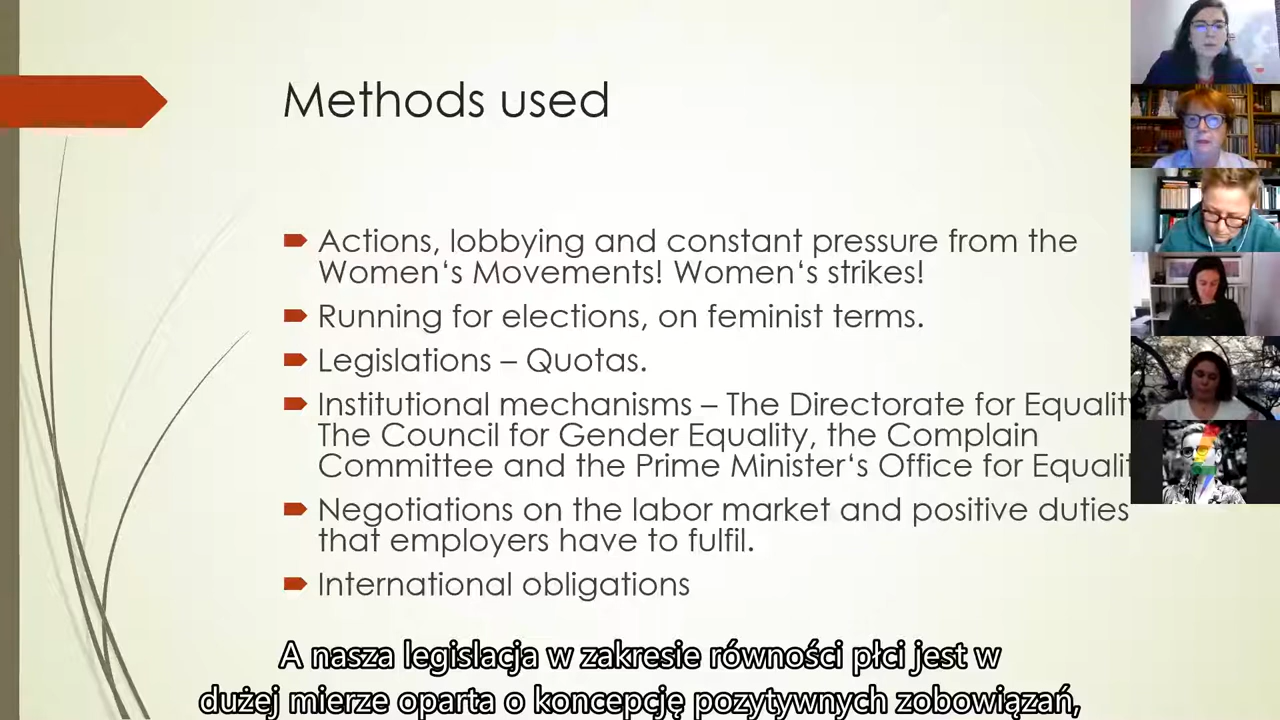 Methods used
Actions, lobbying and constant pressure from the
Women‘s Movements! Women‘s strikes!
Running for elections, on feminist terms.
Legislations – Quotas.
Institutional mechanisms – The Directorate for Equality
The Council for Gender Equality, the Complain
Committee and the Prime Minister‘s Office for
Negotiations on the labor market and positive duties
that employers have to fulfil.
International obligations
A nasza legislacja w zakresie równości płci jest w
dużej mierze oparta o koncepcję pozytywnych zobowiązań,